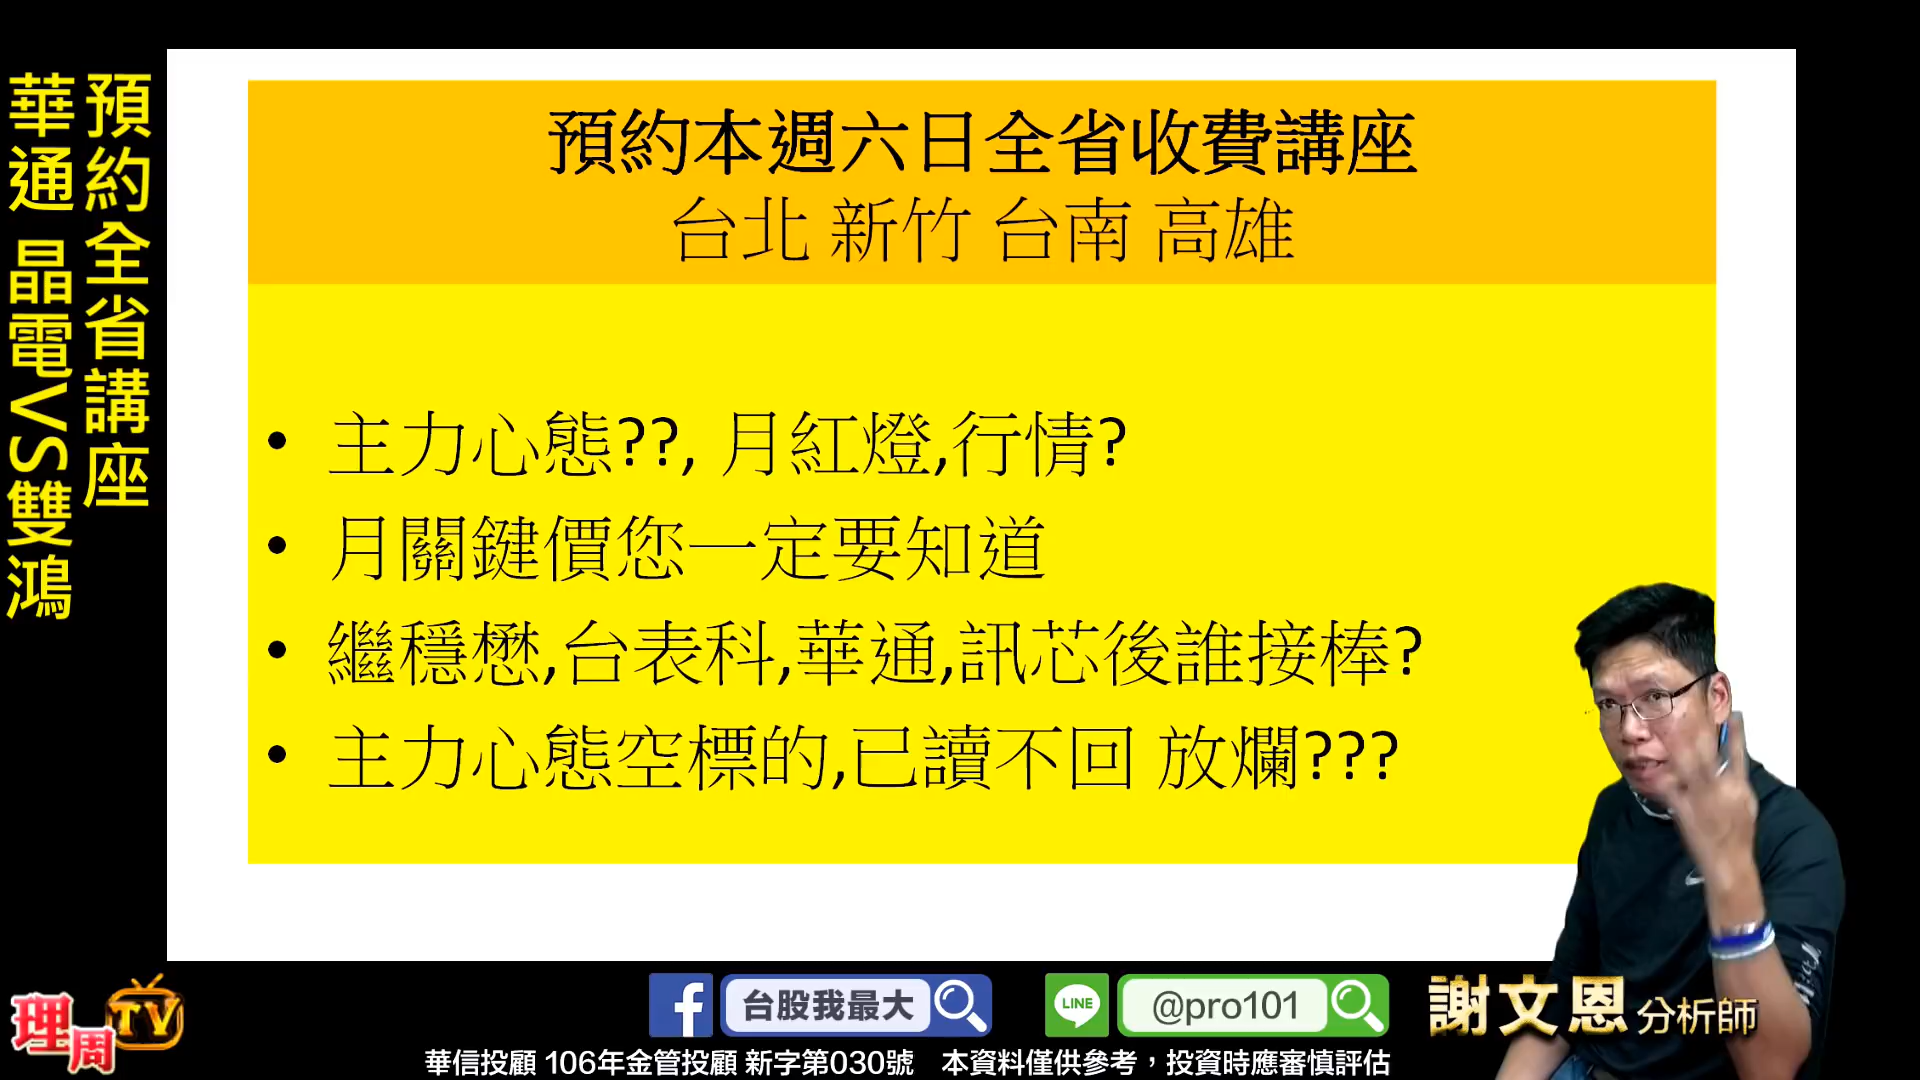 預約全省講座
華通 晶電VS雙鴻
預約本週六日全省收費講座
台北 新竹 台南 高雄
• 主力心態??, 月紅燈,行情?
• 月關鍵價您一定要知道
• 繼穩懋,台表科,華通,訊芯後誰接棒?
• 主力心態空標的,已讀不回 放爛???
理周TV
台股我最大
LINE
@pro101
謝文恩 分析師
華信投顧 106年金管投顧 新字第030號 本資料僅供參考，投資時應審慎評估